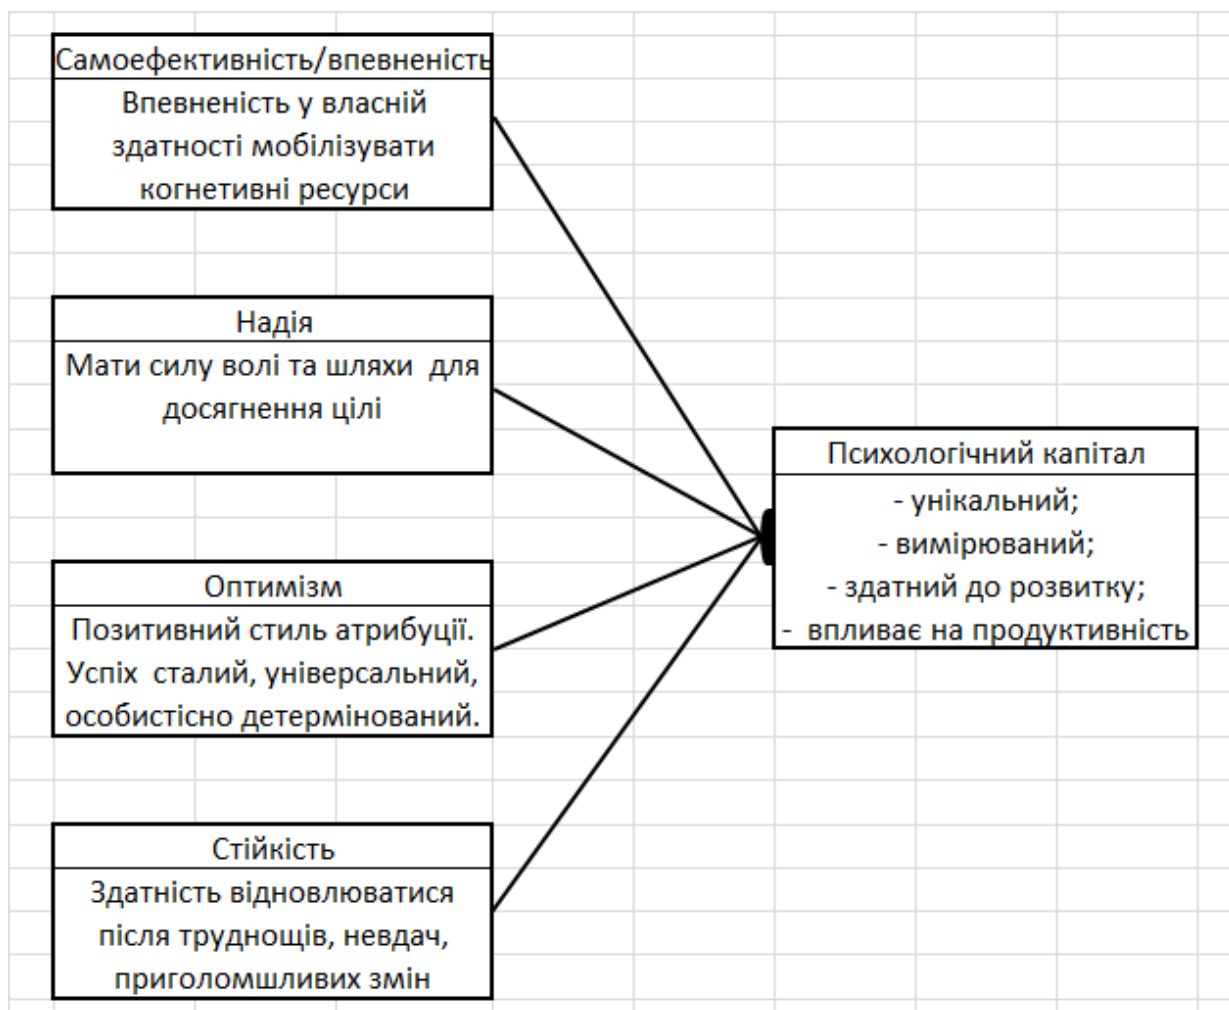 Самоефективність/впевненість
Впевненість у власній
здатності мобілізувати
когнетивні ресурси
Надія
Мати силу волі та шляхи для
досягнення цілі
Оптимізм
Позитивний стиль атрибуції.
Успіх сталий, універсальний,
особистісно детермінований.
Стійкість
Здатність відновлюватися
після труднощів, невдач,
приголомшливих змін
Психологічний капітал
- унікальний;
- вимірюваний;
- здатний до розвитку;
- впливає на продуктивність